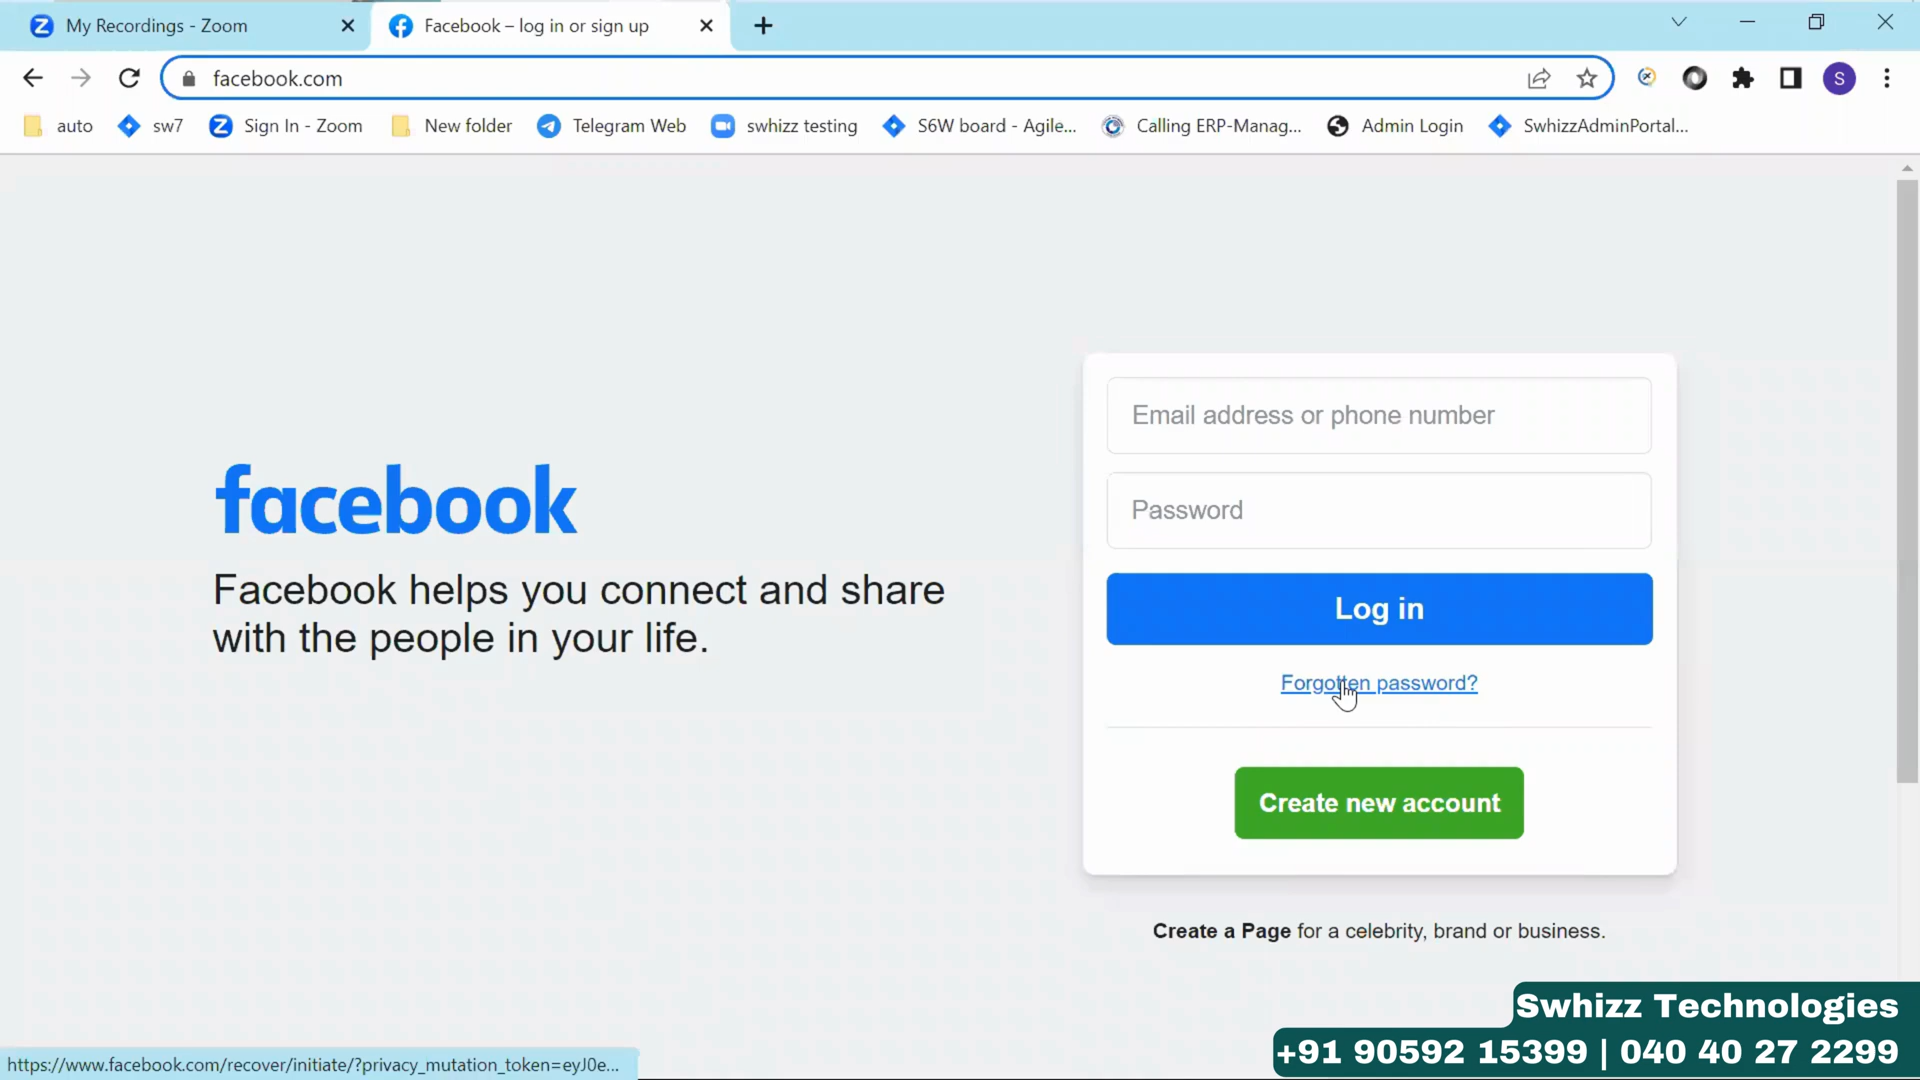 My Recordings - Zoom
Facebook – log in or sign up
facebook.com
S
auto
sw7
Sign In - Zoom
New folder
Telegram Web
swhizz testing
S6W board - Agile...
Calling ERP-Manag...
Admin Login
SwhizzAdminPortal...
facebook
Facebook helps you connect and share
with the people in your life.
Email address or phone number
Password
Log in
Forgotten password?
Create new account
Create a Page for a celebrity, brand or business.
Swhizz Technologies
+91 90592 15399 | 040 40 27 2299
https://www.facebook.com/recover/initiate/?privacy_mutation_token=eyJ0e...